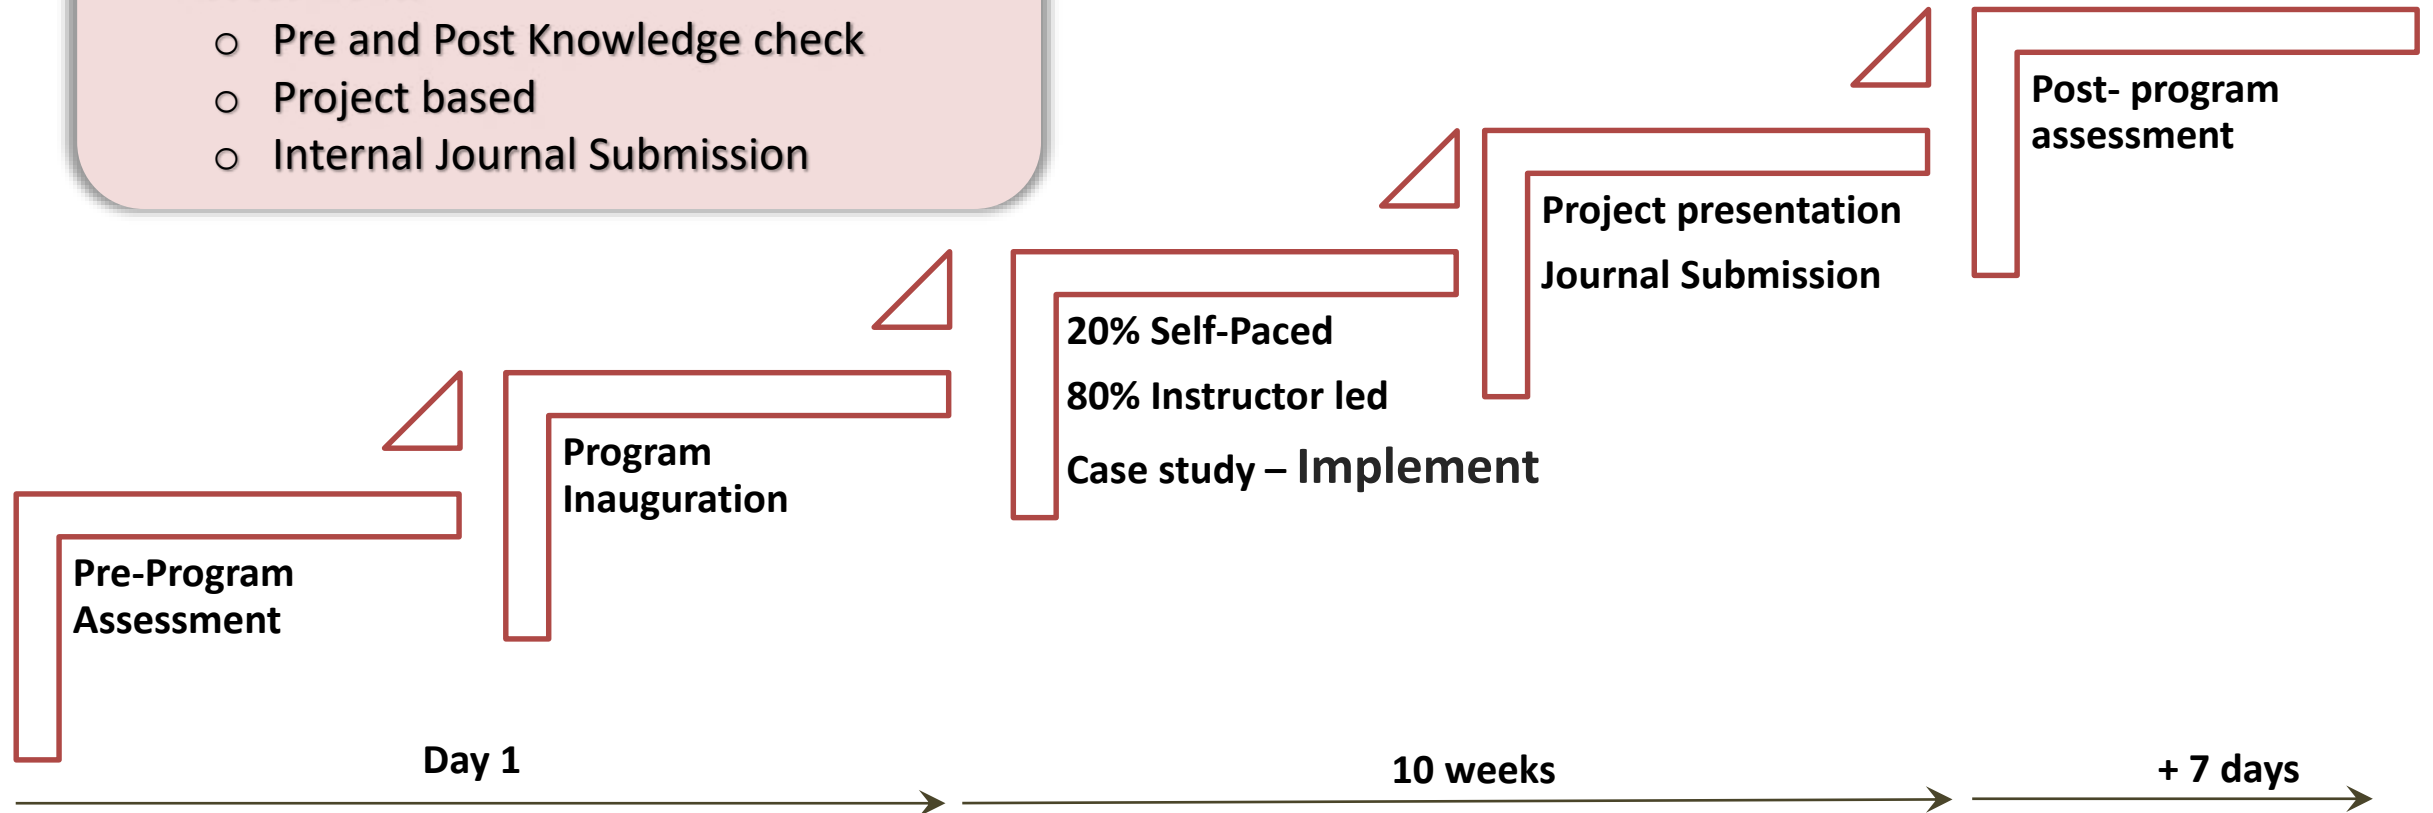 o Pre and Post Knowledge check
o Project based
o Internal Journal Submission
Post- program
assessment
Project presentation
Journal Submission
20% Self-Paced
80% Instructor led
Case study – Implement
Program
Inauguration
Pre-Program
Assessment
Day 1
10 weeks
+ 7 days